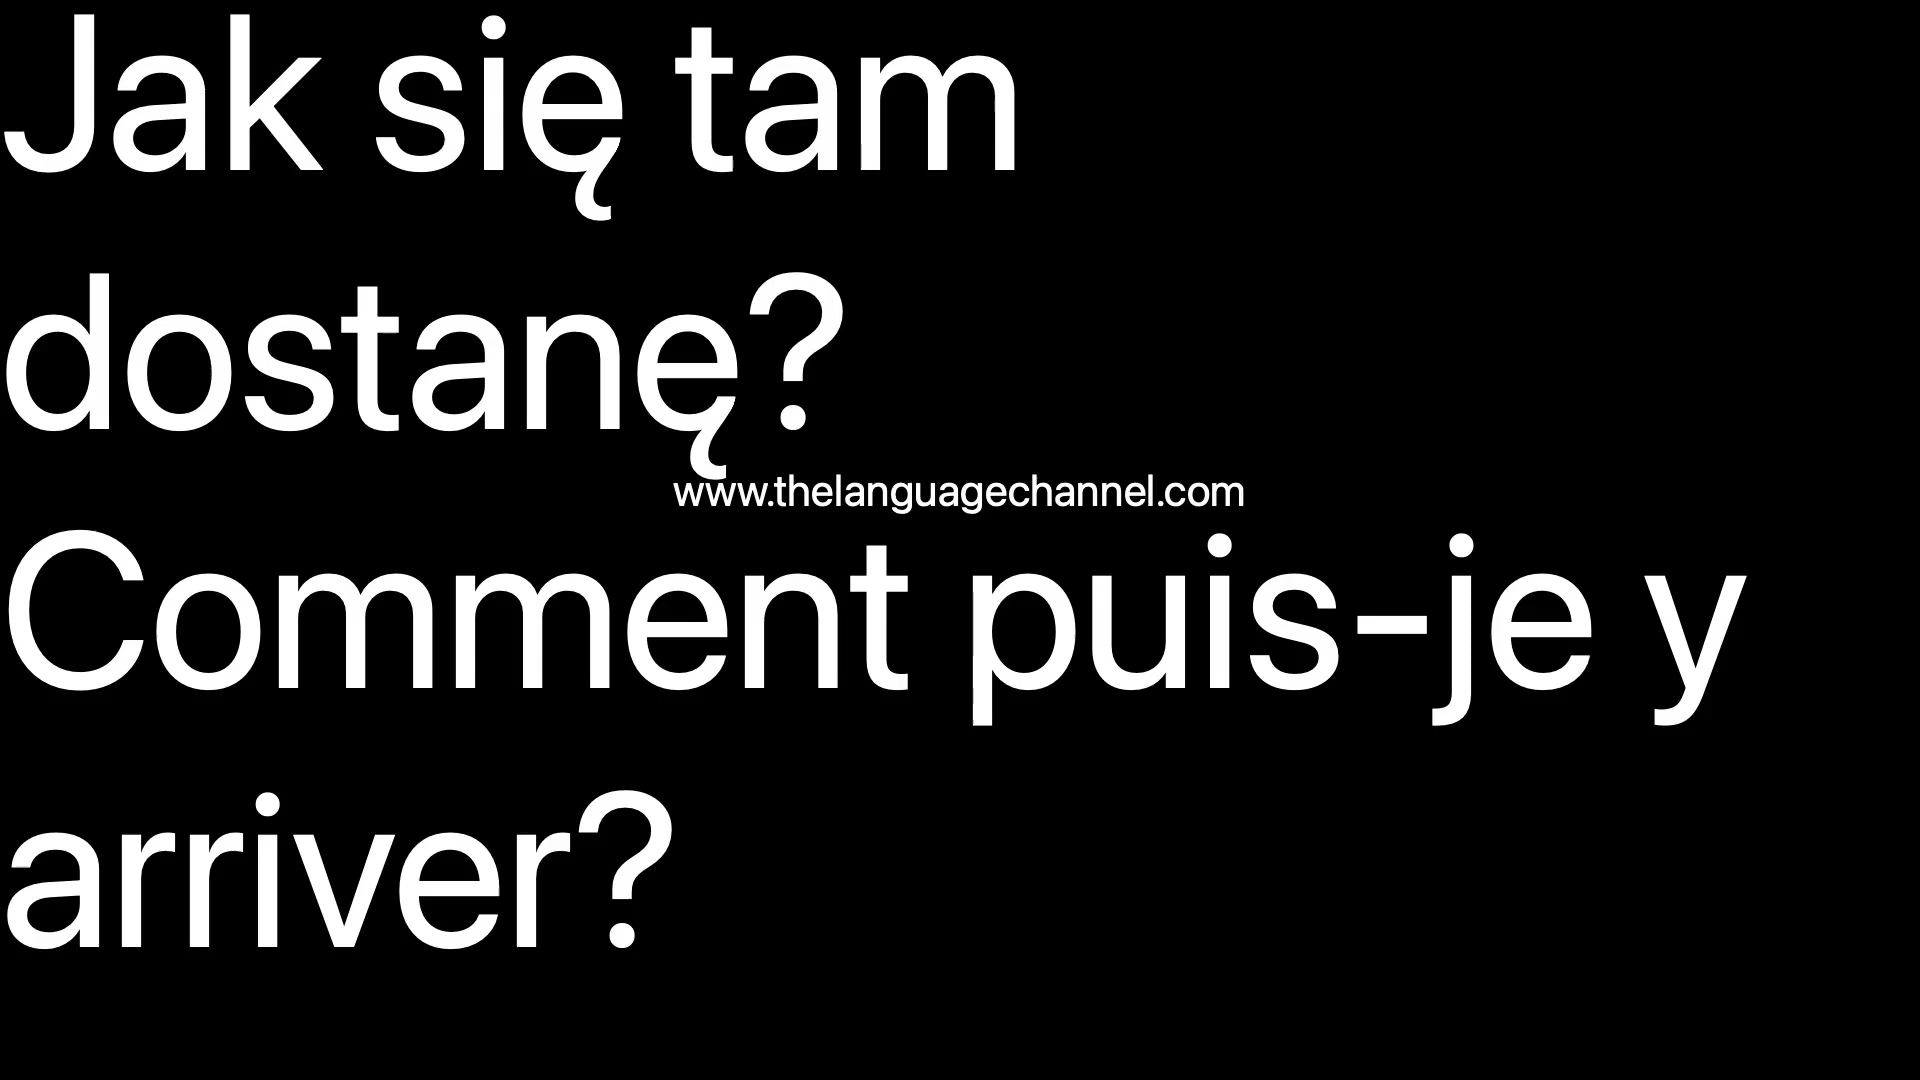 Jak się tam
dostanę?
www.thelanguagechannel.com
Comment puis-je y
arriver?